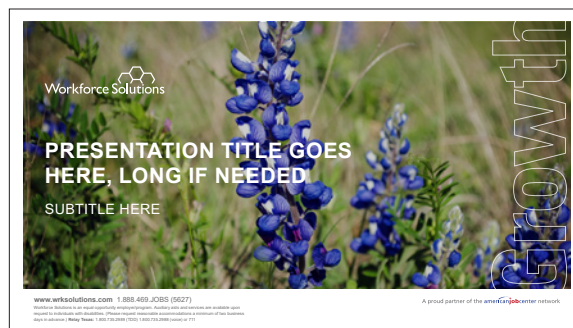 Workforce Solutions
Growth
PRESENTATION TITLE GOES
HERE, LONG IF NEEDED
SUBTITLE HERE
www.wrksolutions.com 1.888.469.JOBS (5627)
Workforce Solutions is an equal opportunity employer/program. Auxiliary aids and services are available upon
request to individuals with disabilities. (Please request reasonable accommodations a minimum of two business
days in advance.) Relay Texas: 1.800.735.2989 (TDD) 1.800.735.2988 (voice) or 711
A proud partner of the americanjobcenter network